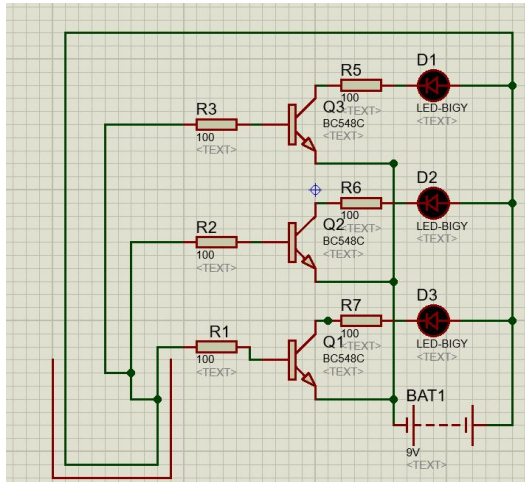 D1
R5
100
<TEXT>
LED-BIGY
<TEXT>
R3
100
<TEXT>
Q3
BC548C
<TEXT>
D2
R6
100
<TEXT>
LED-BIGY
<TEXT>
R2
100
<TEXT>
Q2
BC548C
<TEXT>
D3
R7
100
<TEXT>
LED-BIGY
<TEXT>
R1
100
<TEXT>
Q1
BC548C
<TEXT>
BAT1
9V
<TEXT>